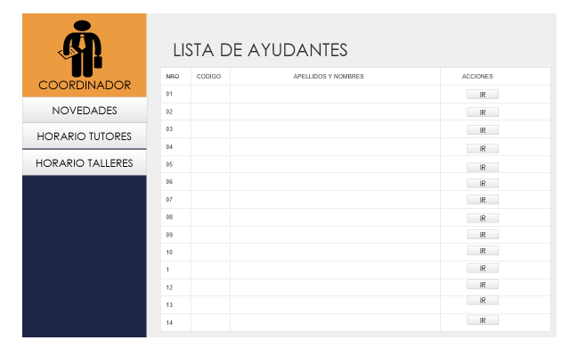 COORDINADOR
NOVEDADES
HORARIO TUTORES
HORARIO TALLERES
LISTA DE AYUDANTES
NRO CODIGO APELLIDOS Y NOMBRES ACCIONES
01 IR
02 IR
03 IR
04 IR
05 IR
06 IR
07 IR
08 IR
09 IR
10 IR
1 IR
12 IR
13 IR
14 IR